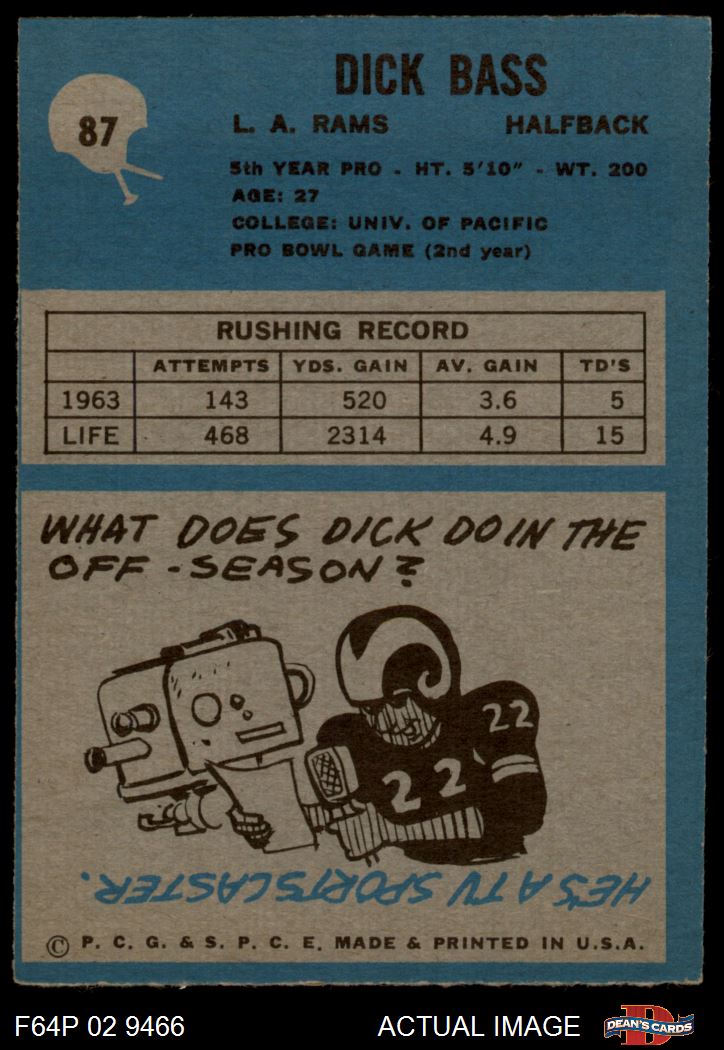 87
DICK BASS
L. A. RAMS HALFBACK
5th YEAR PRO - HT. 5'10" - WT. 200
AGE: 27
COLLEGE: UNIV. OF PACIFIC
PRO BOWL GAME (2nd year)
RUSHING RECORD
ATTEMPTS YDS. GAIN AV. GAIN TD'S
1963 143 520 3.6 5
LIFE 468 2314 4.9 15
WHAT DOES DICK DO IN THE
OFF - SEASON?
22
22
HE'S A TV SPORTSCASTER.
© P. C. G. & S. P. C. E. MADE & PRINTED IN U.S.A.
F64P 02 9466 ACTUAL IMAGE D DEAN'S CARDS